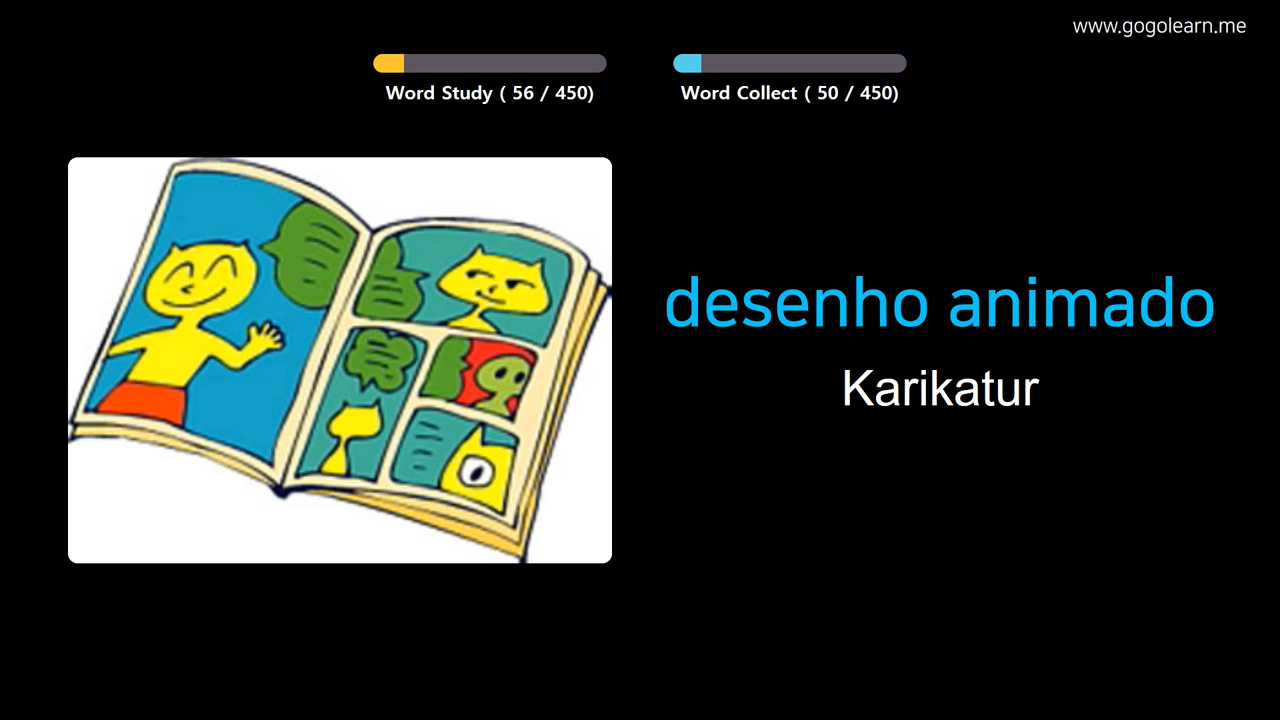 www.gogolearn.me
Word Study ( 56 / 450)
Word Collect ( 50 / 450)
desenho animado
Karikatur